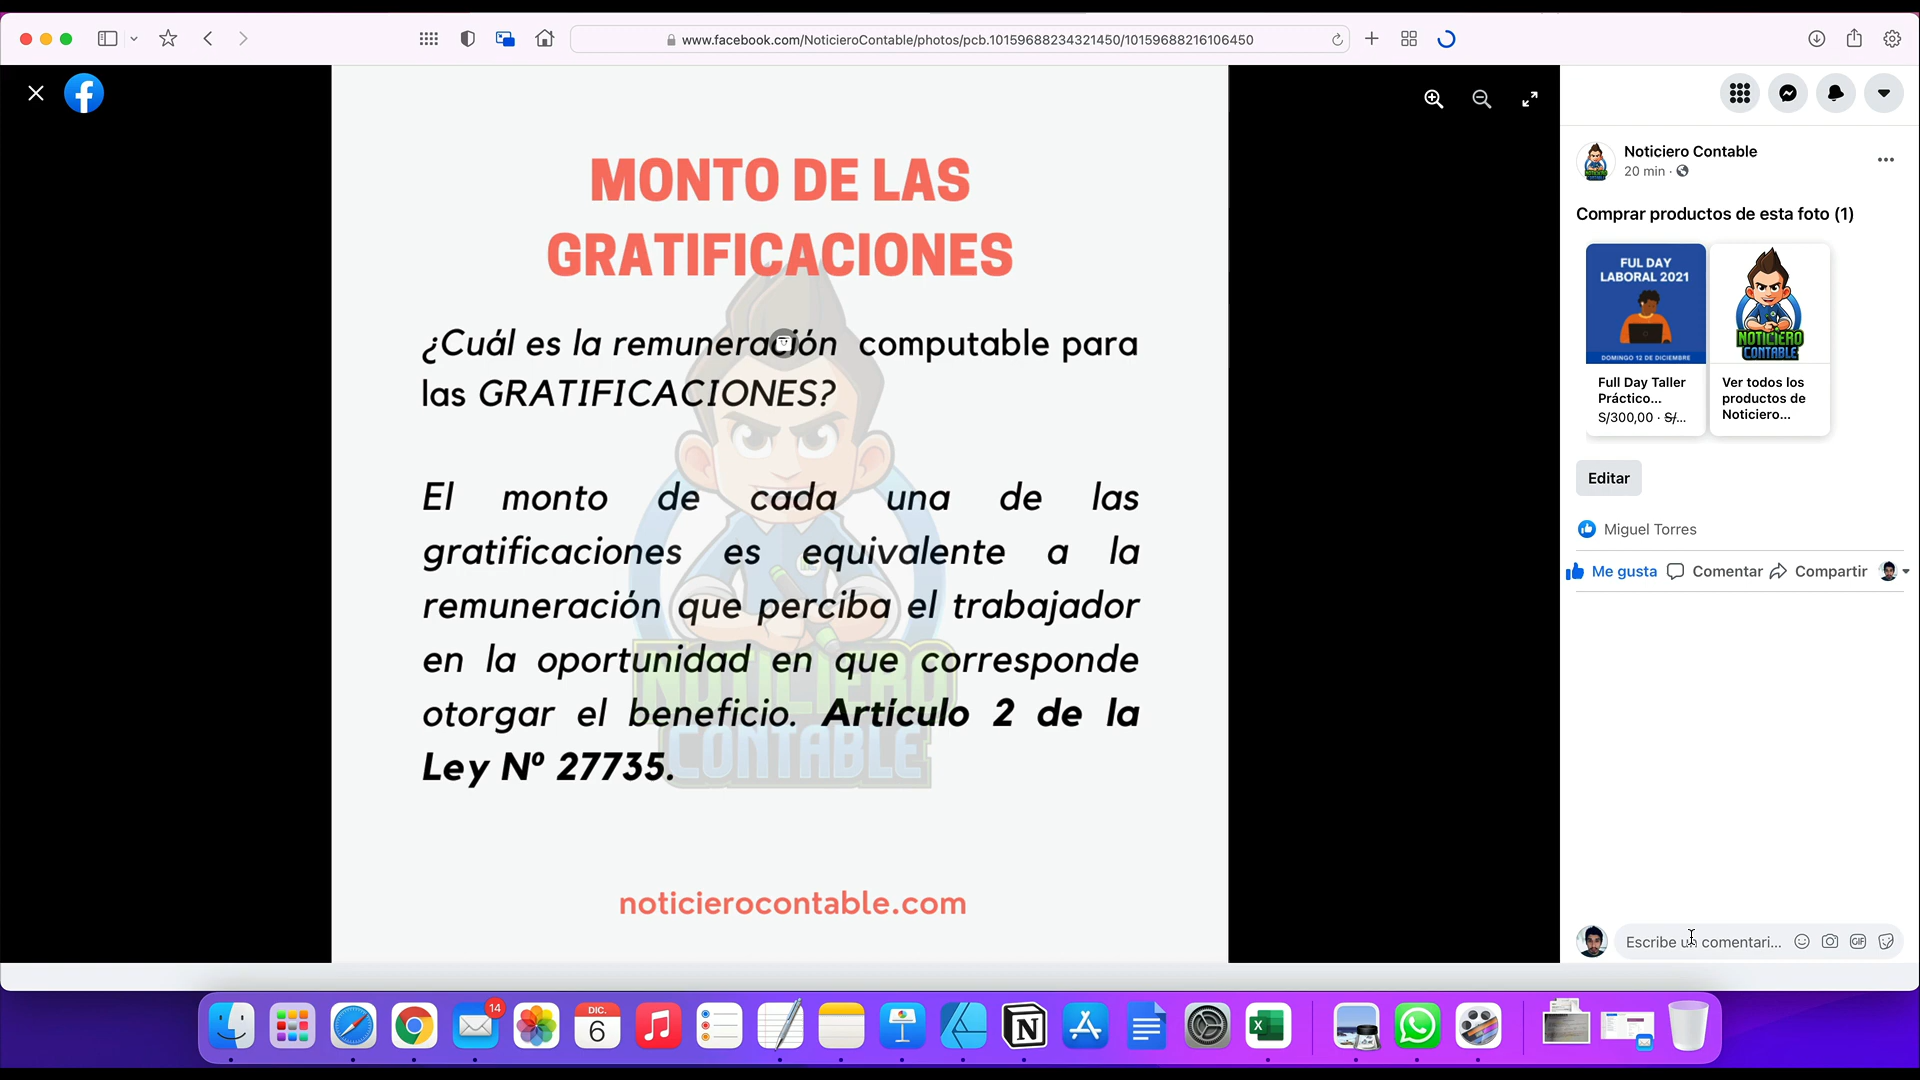 www.facebook.com/NoticieroContable/photos/pcb.10159688234321450/10159688216106450
MONTO DE LAS
GRATIFICACIONES
¿Cuál es la remuneración computable para
las GRATIFICACIONES?
El monto de cada una de las
gratificaciones es equivalente a la
remuneración que perciba el trabajador
en la oportunidad en que corresponde
otorgar el beneficio. Artículo 2 de la
Ley Nº 27735.
NOTICIERO
CONTABLE
noticierocontable.com
Noticiero Contable
20 min ·
Comprar productos de esta foto (1)
FUL DAY
LABORAL 2021
DOMINGO 12 DE DICIEMBRE
Full Day Taller
Práctico...
S/300,00 · S/...
NOTICIERO
CONTABLE
Ver todos los
productos de
Noticiero...
Editar
Miguel Torres
Me gusta Comentar Compartir
Escribe un comentari...
GIF
14
DIC.
6